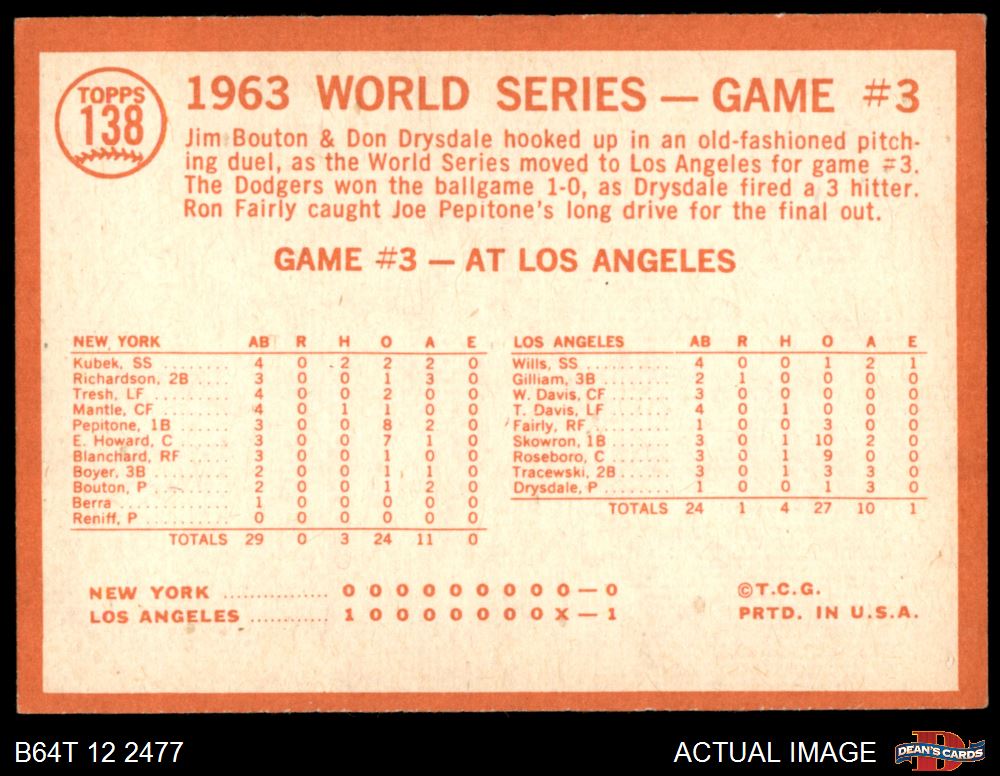 TOPPS
138
1963 WORLD SERIES — GAME #3
Jim Bouton & Don Drysdale hooked up in an old-fashioned pitch-
ing duel, as the World Series moved to Los Angeles for game #3.
The Dodgers won the ballgame 1-0, as Drysdale fired a 3 hitter.
Ron Fairly caught Joe Pepitone's long drive for the final out.
GAME #3 — AT LOS ANGELES
NEW YORK AB R H O A E
Kubek, SS ........ 4 0 2 2 2 0
Richardson, 2B .... 3 0 0 1 3 0
Tresh, LF .......... 4 0 0 2 0 0
Mantle, CF ........ 4 0 1 1 0 0
Pepitone, 1B ...... 3 0 0 8 2 0
E. Howard, C ...... 3 0 0 7 1 0
Blanchard, RF ..... 3 0 0 1 0 0
Boyer, 3B ......... 2 0 0 1 1 0
Bouton, P ......... 2 0 0 1 2 0
Berra ............. 1 0 0 0 0 0
Reniff, P .......... 0 0 0 0 0 0
TOTALS 29 0 3 24 11 0
LOS ANGELES AB R H O A E
Wills, SS .......... 4 0 0 1 2 1
Gilliam, 3B ........ 2 1 0 0 0 0
W. Davis, CF ...... 3 0 0 0 0 0
T. Davis, LF ....... 4 0 1 0 0 0
Fairly, RF ......... 1 0 0 3 0 0
Skowron, 1B ....... 3 0 1 10 2 0
Roseboro, C ....... 3 0 1 9 0 0
Tracewski, 2B ..... 3 0 1 3 3 0
Drysdale, P ........ 1 0 0 1 3 0
TOTALS 24 1 4 27 10 1
NEW YORK ............... 0 0 0 0 0 0 0 0 0 — 0
LOS ANGELES ........... 1 0 0 0 0 0 0 0 X — 1
©T.C.G.
PRTD. IN U.S.A.
B64T 12 2477
ACTUAL IMAGE
D
DEAN'S CARDS